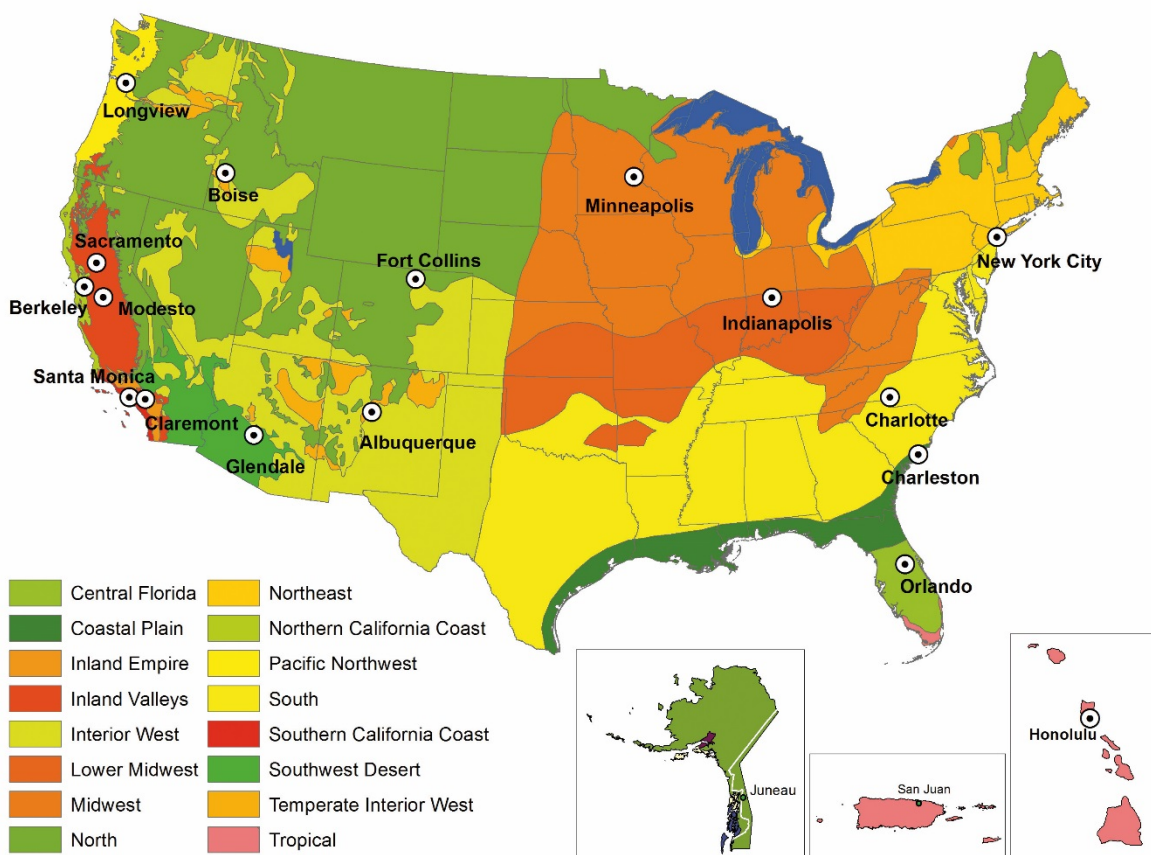 Longview
Boise
Minneapolis
Sacramento
Fort Collins
New York City
Berkeley
Modesto
Indianapolis
Santa Monica
Claremont
Charlotte
Albuquerque
Glendale
Charleston
Orlando
Central Florida
Coastal Plain
Inland Empire
Inland Valleys
Interior West
Lower Midwest
Midwest
North
Northeast
Northern California Coast
Pacific Northwest
South
Southern California Coast
Southwest Desert
Temperate Interior West
Tropical
Juneau
San Juan
Honolulu